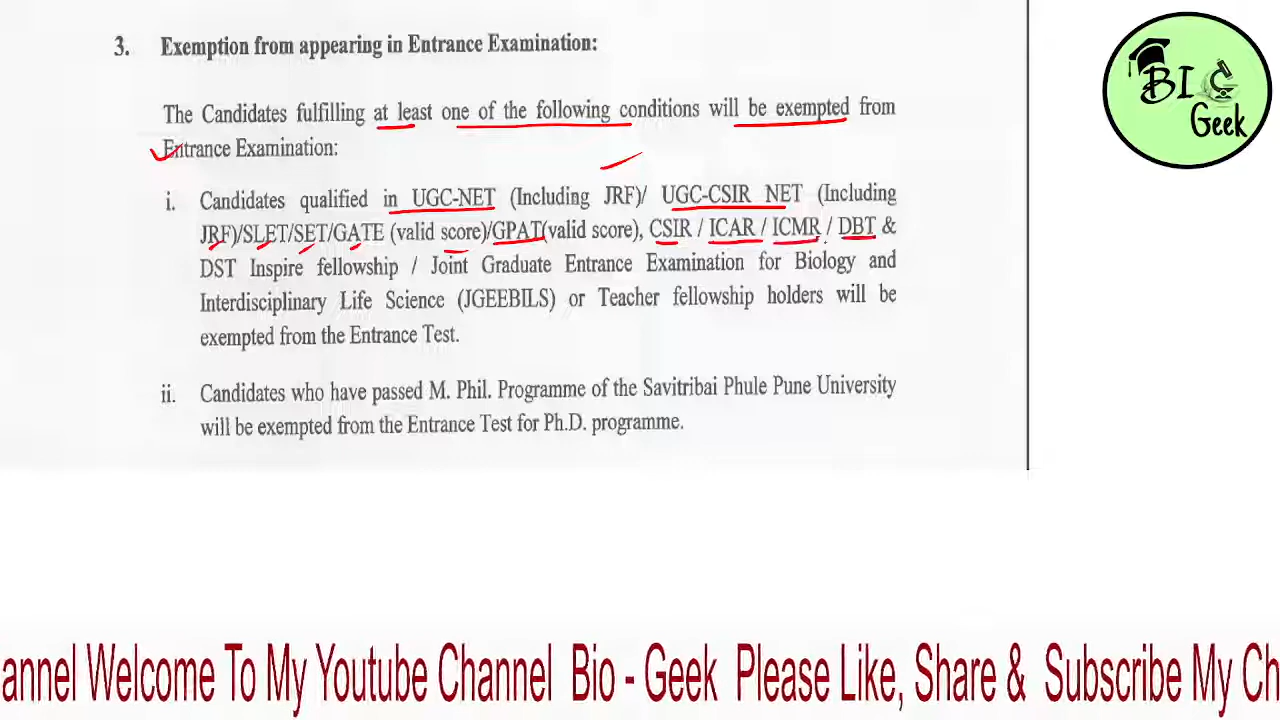 3. Exemption from appearing in Entrance Examination:
The Candidates fulfilling at least one of the following conditions will be exempted from
Entrance Examination:
i. Candidates qualified in UGC-NET (Including JRF)/ UGC-CSIR NET (Including
JRF)/SLET/SET/GATE (valid score)/GPAT(valid score), CSIR / ICAR / ICMR / DBT &
DST Inspire fellowship / Joint Graduate Entrance Examination for Biology and
Interdisciplinary Life Science (JGEEBILS) or Teacher fellowship holders will be
exempted from the Entrance Test.
ii. Candidates who have passed M. Phil. Programme of the Savitribai Phule Pune University
will be exempted from the Entrance Test for Ph.D. programme.
BIO
Geek
annel Welcome To My Youtube Channel Bio - Geek Please Like, Share & Subscribe My Ch